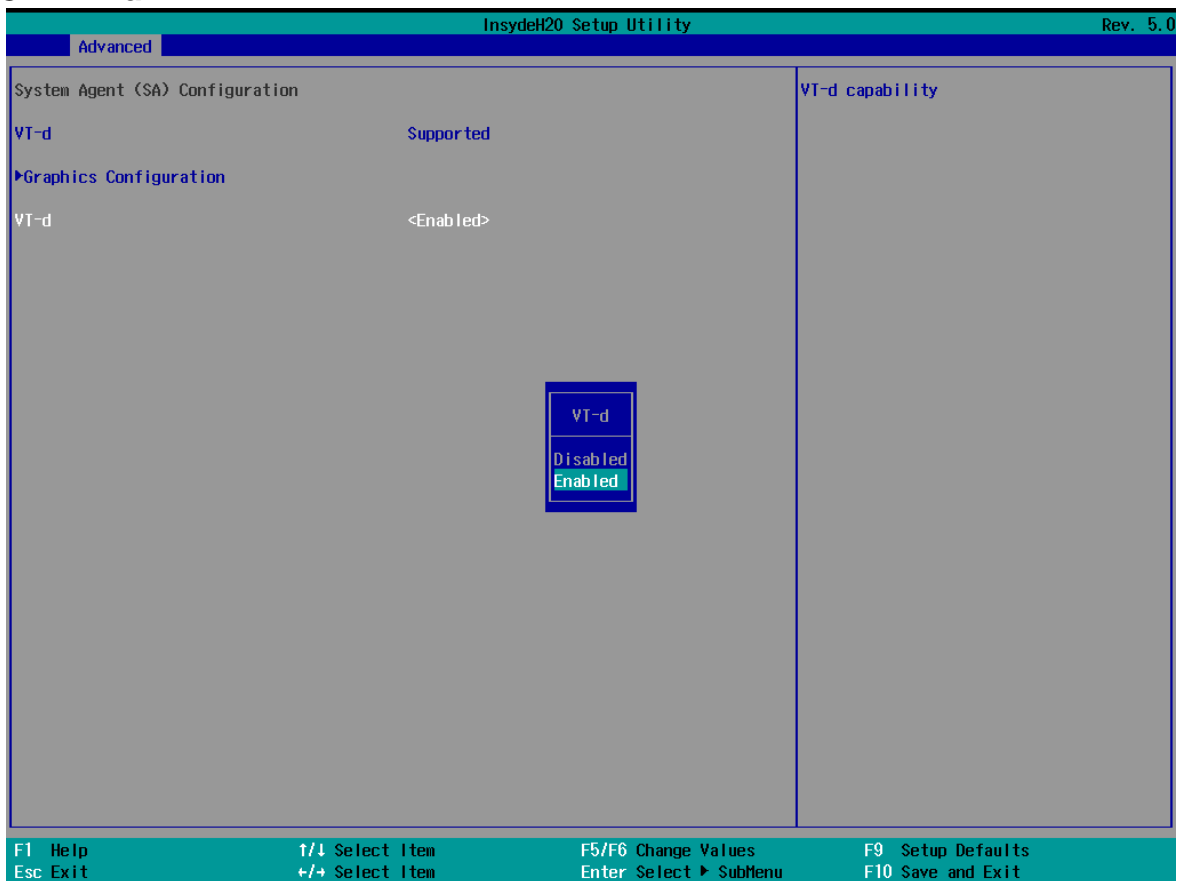 InsydeH20 Setup Utility Rev. 5.0
Advanced
System Agent (SA) Configuration VT-d capability
VT-d Supported
▶Graphics Configuration
VT-d <Enabled>
VT-d
Disabled
Enabled
F1 Help ↑/↓ Select Item F5/F6 Change Values F9 Setup Defaults
Esc Exit ←/→ Select Item Enter Select ▶ SubMenu F10 Save and Exit